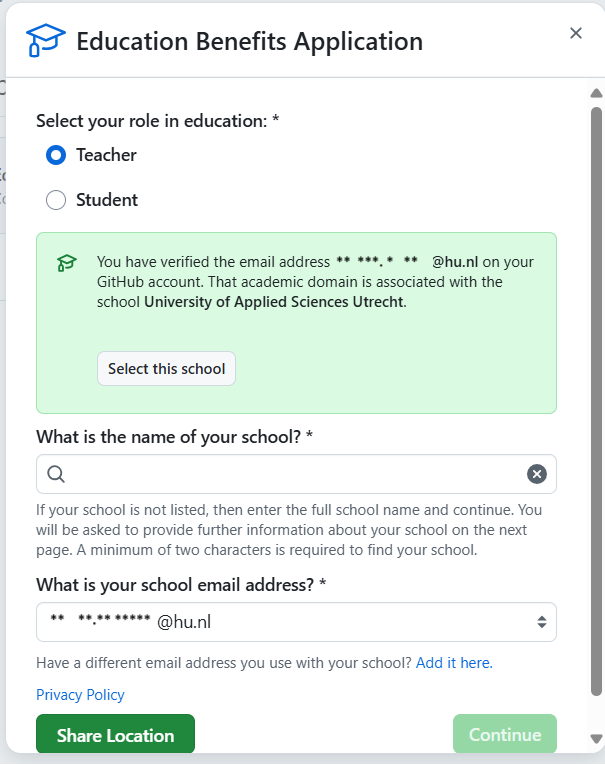 Education Benefits Application
Select your role in education: *
Teacher
Student
You have verified the email address ** ***.* ** @hu.nl on your
GitHub account. That academic domain is associated with the
school University of Applied Sciences Utrecht.
Select this school
What is the name of your school? *
If your school is not listed, then enter the full school name and continue. You
will be asked to provide further information about your school on the next
page. A minimum of two characters is required to find your school.
What is your school email address? *
** **.** ***** @hu.nl
Have a different email address you use with your school? Add it here.
Privacy Policy
Share Location
Continue